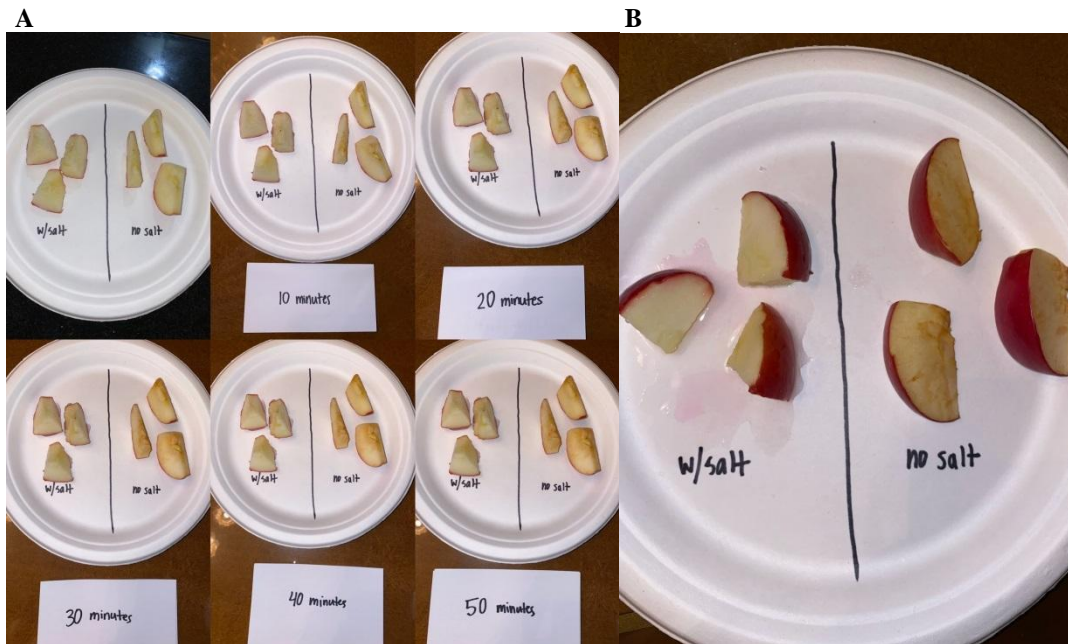 A
B
w/salt
no salt
w/salt
no salt
10 minutes
w/salt
no salt
20 minutes
w/salt
no salt
30 minutes
w/salt
no salt
40 minutes
w/salt
no salt
50 minutes
w/salt
no salt